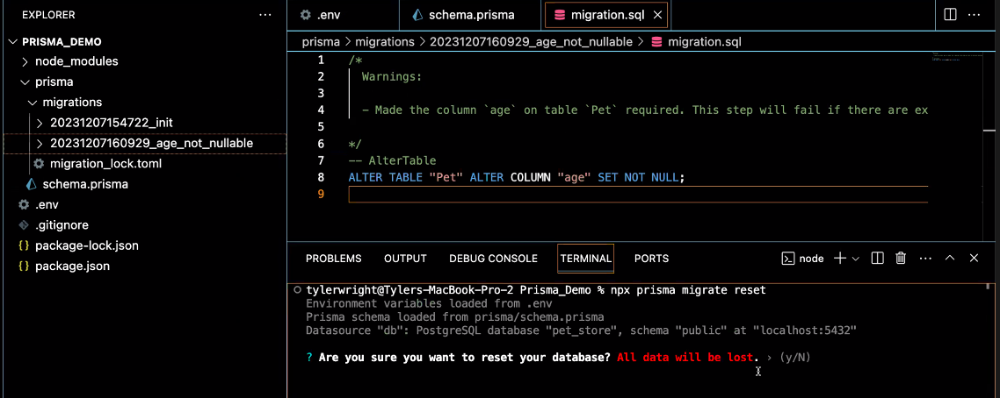 EXPLORER
PRISMA_DEMO
node_modules
prisma
migrations
20231207154722_init
20231207160929_age_not_nullable
migration_lock.toml
schema.prisma
.env
.gitignore
package-lock.json
package.json
.env
schema.prisma
migration.sql
prisma > migrations > 20231207160929_age_not_nullable > migration.sql
1 /*
2 Warnings:
3
4 - Made the column `age` on table `Pet` required. This step will fail if there are ex
5
6 */
7 -- AlterTable
8 ALTER TABLE "Pet" ALTER COLUMN "age" SET NOT NULL;
9
PROBLEMS OUTPUT DEBUG CONSOLE TERMINAL PORTS node
tylerwright@Tylers-MacBook-Pro-2 Prisma_Demo % npx prisma migrate reset
Environment variables loaded from .env
Prisma schema loaded from prisma/schema.prisma
Datasource "db": PostgreSQL database "pet_store", schema "public" at "localhost:5432"
? Are you sure you want to reset your database? All data will be lost. › (y/N)